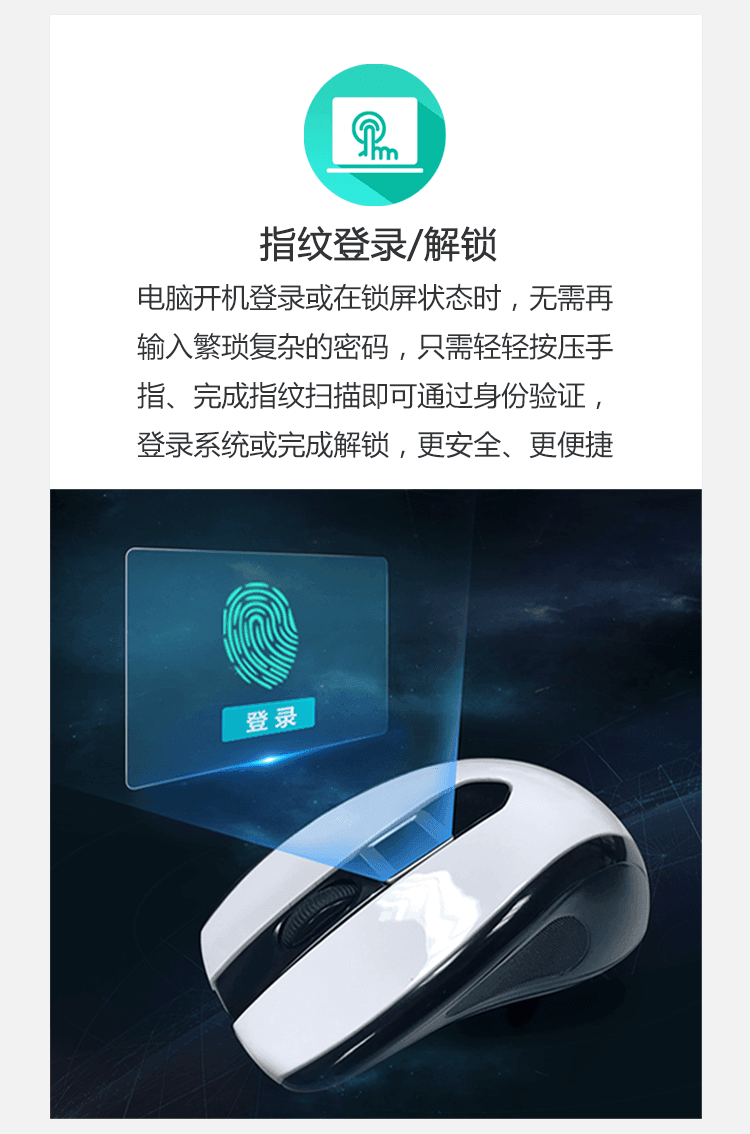 指纹登录/解锁
电脑开机登录或在锁屏状态时，无需再
输入繁琐复杂的密码，只需轻轻按压手
指、完成指纹扫描即可通过身份验证，
登录系统或完成解锁，更安全、更便捷
登录